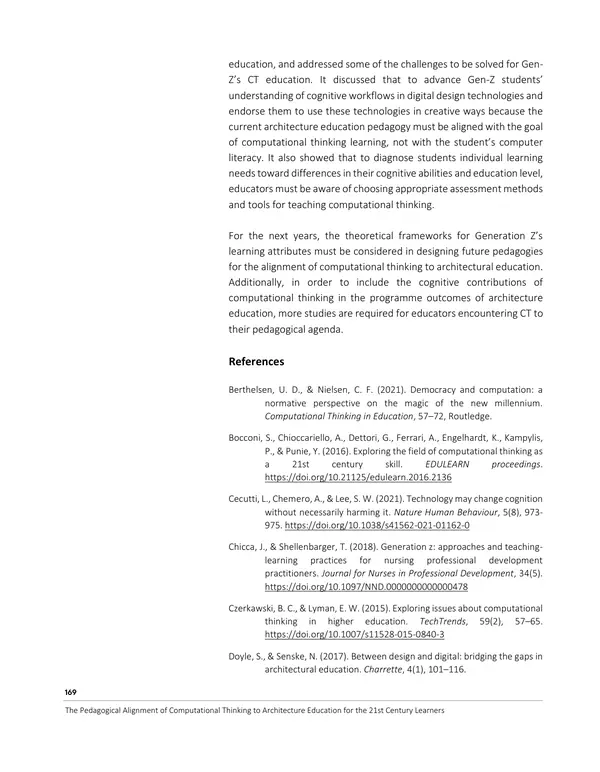 education, and addressed some of the challenges to be solved for Gen-
Z's CT education. It discussed that to advance Gen-Z students'
understanding of cognitive workflows in digital design technologies and
endorse them to use these technologies in creative ways because the
current architecture education pedagogy must be aligned with the goal
of computational thinking learning, not with the student's computer
literacy. It also showed that to diagnose students individual learning
needs toward differences in their cognitive abilities and education level,
educators must be aware of choosing appropriate assessment methods
and tools for teaching computational thinking.
For the next years, the theoretical frameworks for Generation Z's
learning attributes must be considered in designing future pedagogies
for the alignment of computational thinking to architectural education.
Additionally, in order to include the cognitive contributions of
computational thinking in the programme outcomes of architecture
education, more studies are required for educators encountering CT to
their pedagogical agenda.
References
Berthelsen, U. D., & Nielsen, C. F. (2021). Democracy and computation: a
normative perspective on the magic of the new millennium.
Computational Thinking in Education, 57–72, Routledge.
Bocconi, S., Chioccariello, A., Dettori, G., Ferrari, A., Engelhardt, K., Kampylis,
P., & Punie, Y. (2016). Exploring the field of computational thinking as
a 21st century skill. EDULEARN proceedings.
https://doi.org/10.21125/edulearn.2016.2136
Cecutti, L., Chemero, A., & Lee, S. W. (2021). Technology may change cognition
without necessarily harming it. Nature Human Behaviour, 5(8), 973-
975. https://doi.org/10.1038/s41562-021-01162-0
Chicca, J., & Shellenbarger, T. (2018). Generation z: approaches and teaching-
learning practices for nursing professional development
practitioners. Journal for Nurses in Professional Development, 34(5).
https://doi.org/10.1097/NND.0000000000000478
Czerkawski, B. C., & Lyman, E. W. (2015). Exploring issues about computational
thinking in higher education. TechTrends, 59(2), 57–65.
https://doi.org/10.1007/s11528-015-0840-3
Doyle, S., & Senske, N. (2017). Between design and digital: bridging the gaps in
architectural education. Charrette, 4(1), 101–116.
169
The Pedagogical Alignment of Computational Thinking to Architecture Education for the 21st Century Learners